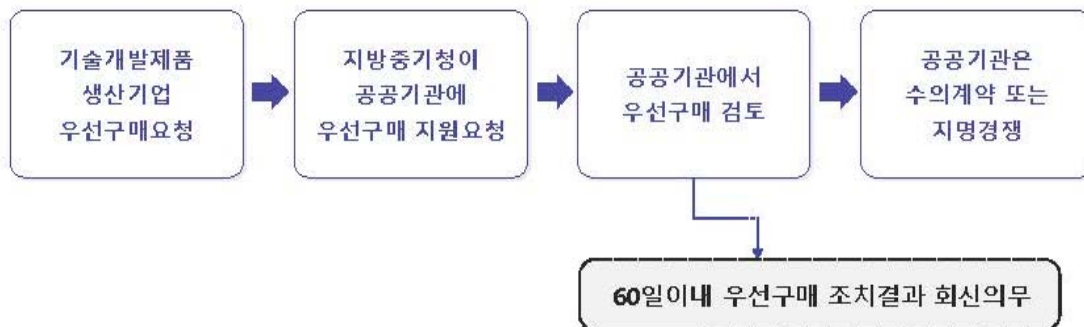 기술개발제품
생산기업
우선구매요청
지방중기청이
공공기관에
우선구매 지원요청
공공기관에서
우선구매 검토
공공기관은
수의계약 또는
지명경쟁
60일이내 우선구매 조치결과 회신의무